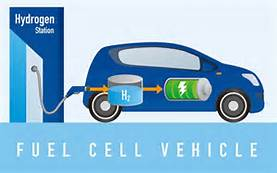 Hydrogen
Station
H₂
FUEL CELL VEHICLE